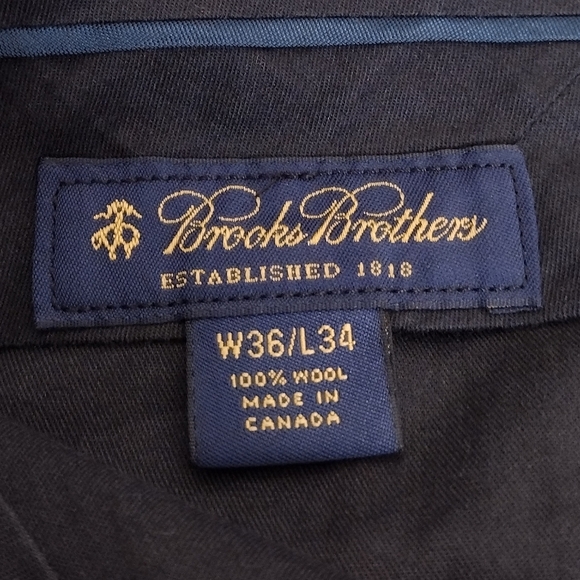 Brooks Brothers
ESTABLISHED 1818
W36/L34
100% WOOL
MADE IN
CANADA